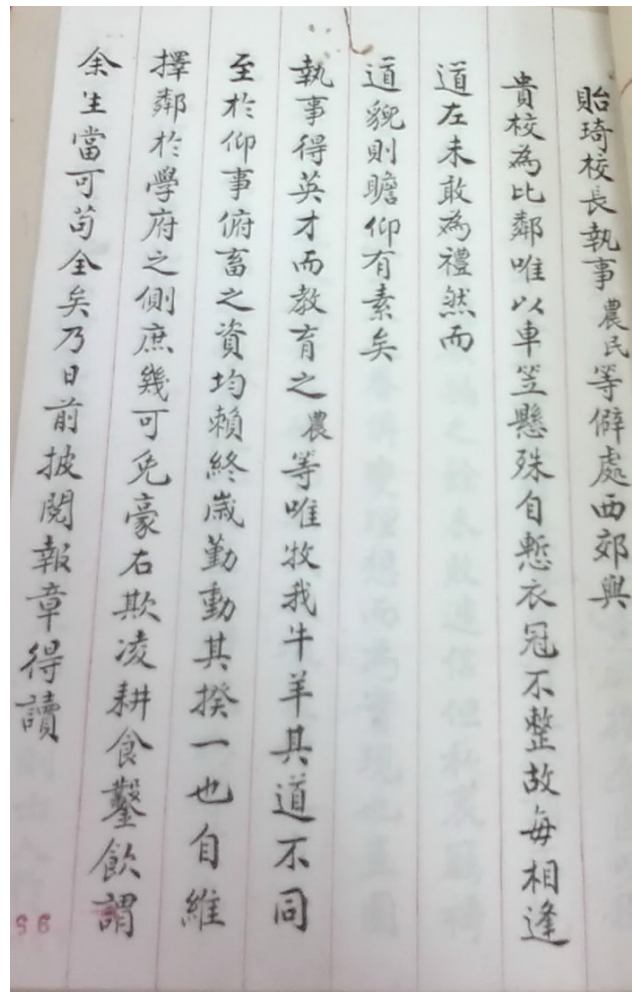 貽琦校長執事農民等僻處西郊與
貴校為比鄰唯以車笠懸殊自慙衣冠不整故每相逢
道左未敢為禮然而
道貌則瞻仰有素矣
執事得英才而教育之農等唯牧我牛羊其道不同
至於仰事俯畜之資均賴終歲勤動其揆一也自維
擇鄰於學府之側庶幾可免豪右欺凌耕食鑿飲謂
余生當可苟全矣乃日前披閱報章得讀